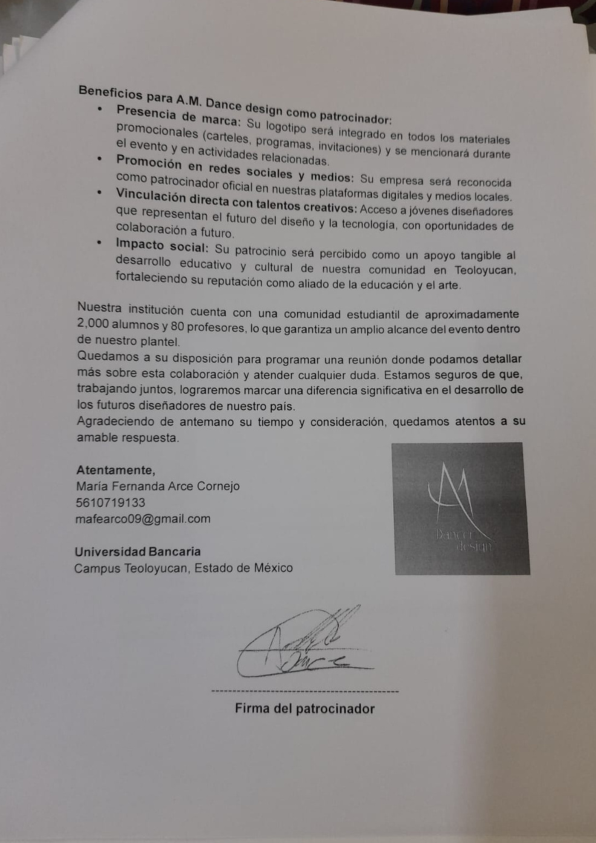 Beneficios para A.M. Dance design como patrocinador:
• Presencia de marca: Su logotipo será integrado en todos los materiales
promocionales (carteles, programas, invitaciones) y se mencionará durante
el evento y en actividades relacionadas.
• Promoción en redes sociales y medios: Su empresa será reconocida
como patrocinador oficial en nuestras plataformas digitales y medios locales.
• Vinculación directa con talentos creativos: Acceso a jóvenes diseñadores
que representan el futuro del diseño y la tecnología, con oportunidades de
colaboración a futuro.
• Impacto social: Su patrocinio será percibido como un apoyo tangible al
desarrollo educativo y cultural de nuestra comunidad en Teoloyucan,
fortaleciendo su reputación como aliado de la educación y el arte.
Nuestra institución cuenta con una comunidad estudiantil de aproximadamente
2,000 alumnos y 80 profesores, lo que garantiza un amplio alcance del evento dentro
de nuestro plantel.
Quedamos a su disposición para programar una reunión donde podamos detallar
más sobre esta colaboración y atender cualquier duda. Estamos seguros de que,
trabajando juntos, lograremos marcar una diferencia significativa en el desarrollo de
los futuros diseñadores de nuestro país.
Agradeciendo de antemano su tiempo y consideración, quedamos atentos a su
amable respuesta.
Atentamente,
María Fernanda Arce Cornejo
5610719133
mafearco09@gmail.com
AM
Dance
design
Universidad Bancaria
Campus Teoloyucan, Estado de México
Firma del patrocinador